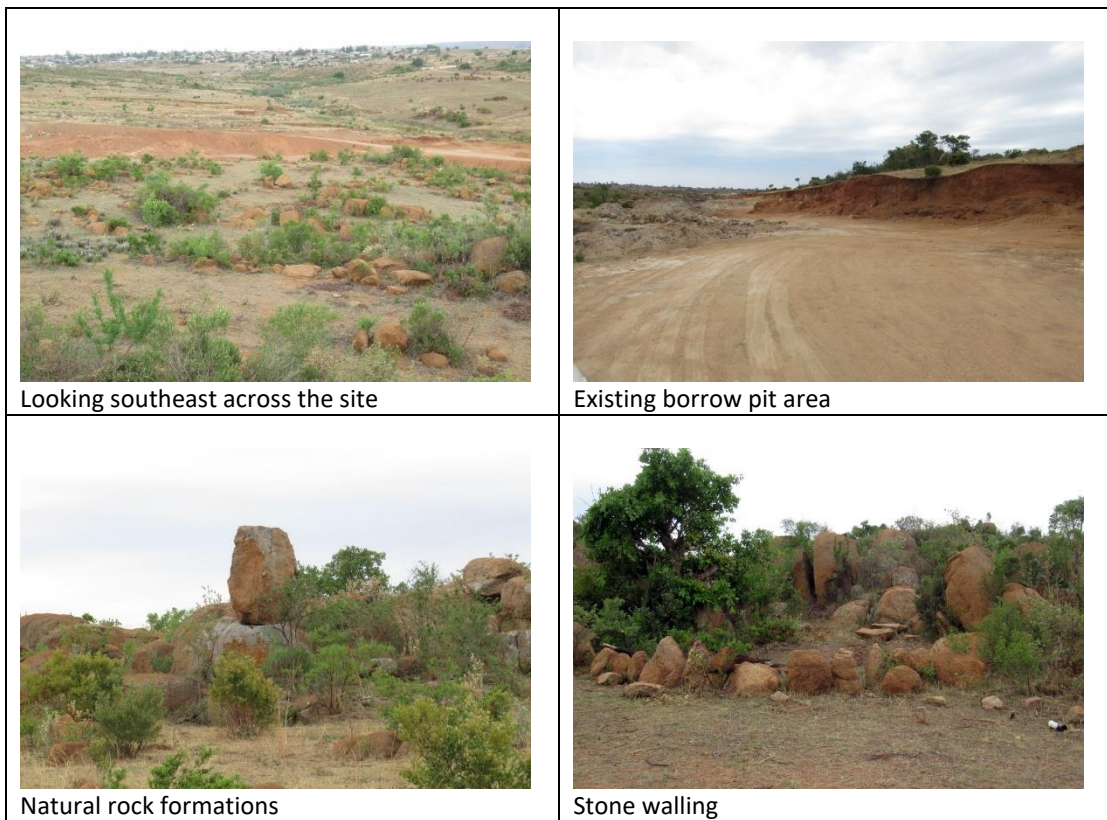 Looking southeast across the site
Existing borrow pit area
Natural rock formations
Stone walling